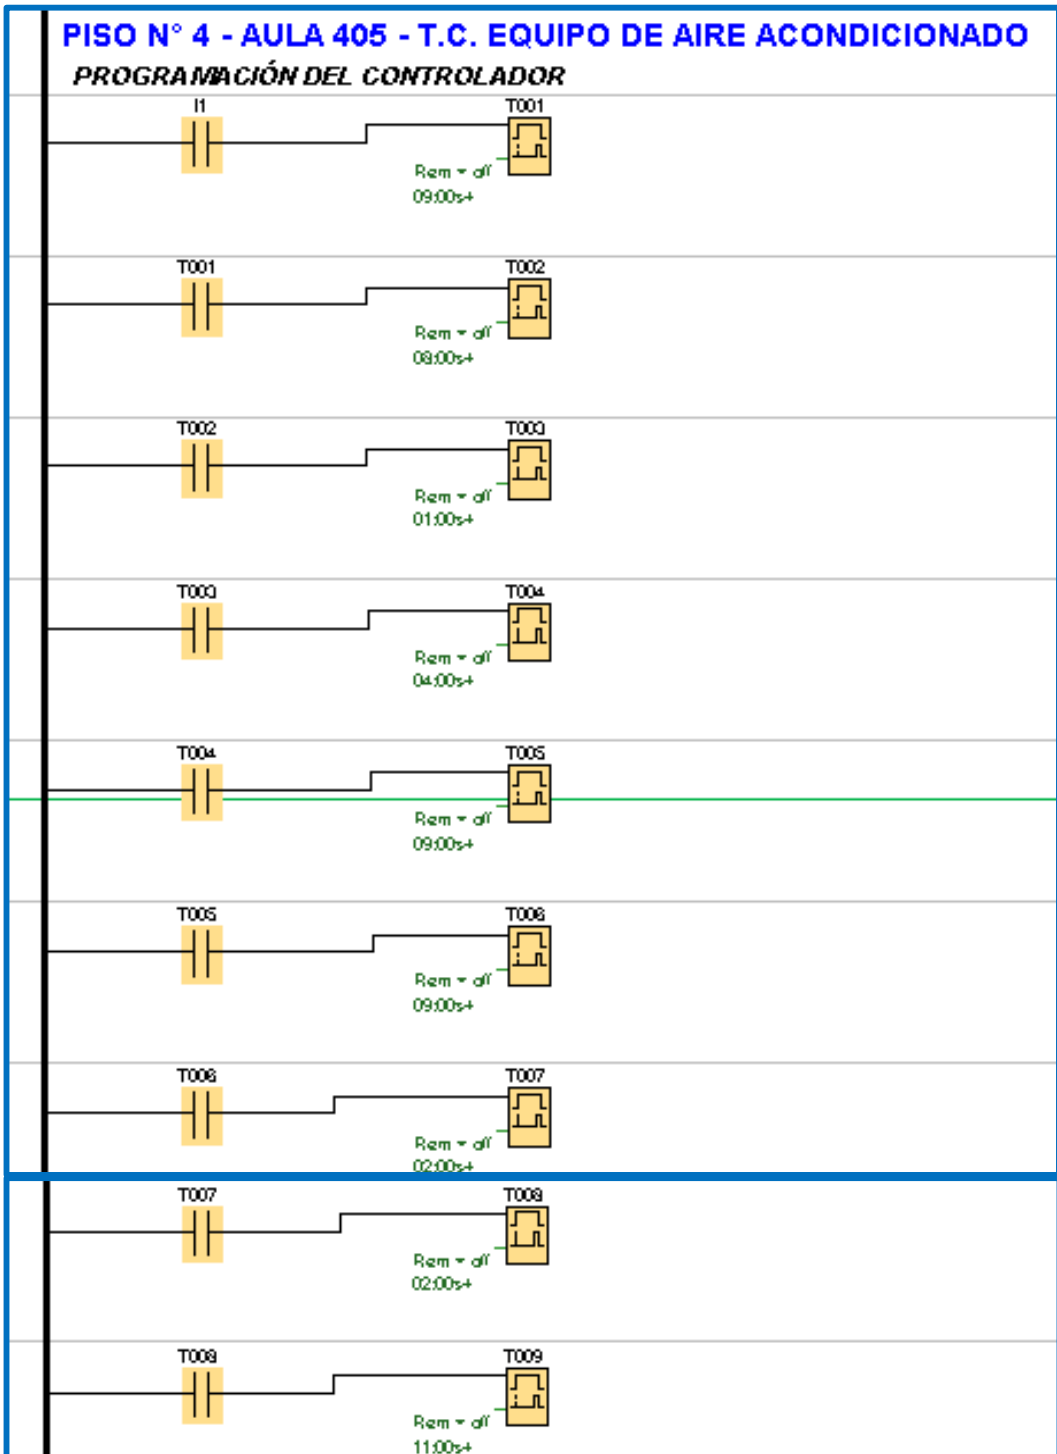 PISO N° 4 - AULA 405 - T.C. EQUIPO DE AIRE ACONDICIONADO
PROGRAMACIÓN DEL CONTROLADOR
I1 T001
Rem = off
09:00s+
T001 T002
Rem = off
08:00s+
T002 T003
Rem = off
01:00s+
T003 T004
Rem = off
04:00s+
T004 T005
Rem = off
09:00s+
T005 T006
Rem = off
09:00s+
T006 T007
Rem = off
02:00s+
T007 T008
Rem = off
02:00s+
T008 T009
Rem = off
11:00s+